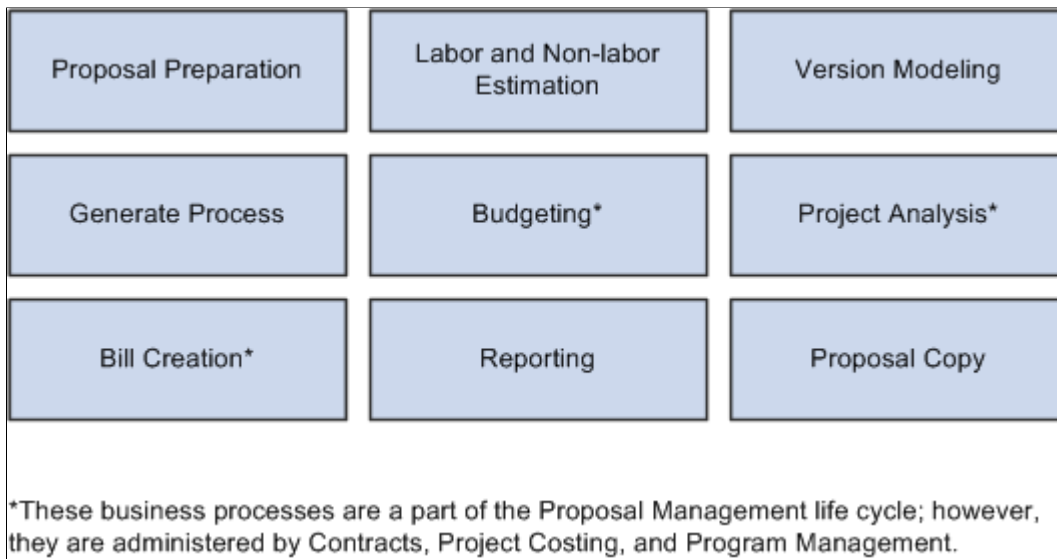 Proposal Preparation
Labor and Non-labor
Estimation
Version Modeling
Generate Process
Budgeting*
Project Analysis*
Bill Creation*
Reporting
Proposal Copy
*These business processes are a part of the Proposal Management life cycle; however,
they are administered by Contracts, Project Costing, and Program Management.